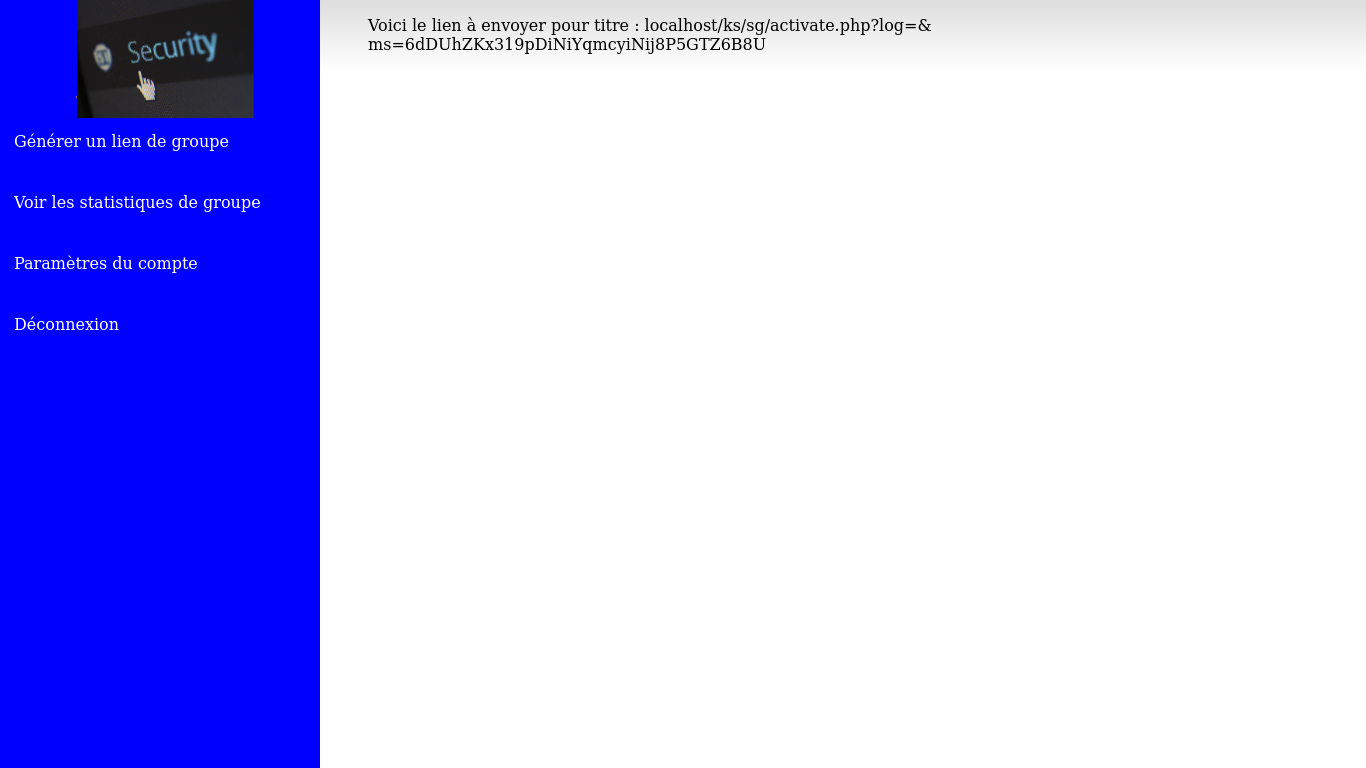 Security
Voici le lien à envoyer pour titre : localhost/ks/sg/activate.php?log=&
ms=6dDUhZKx319pDiNiYqmcyiNij8P5GTZ6B8U
Générer un lien de groupe
Voir les statistiques de groupe
Paramètres du compte
Déconnexion